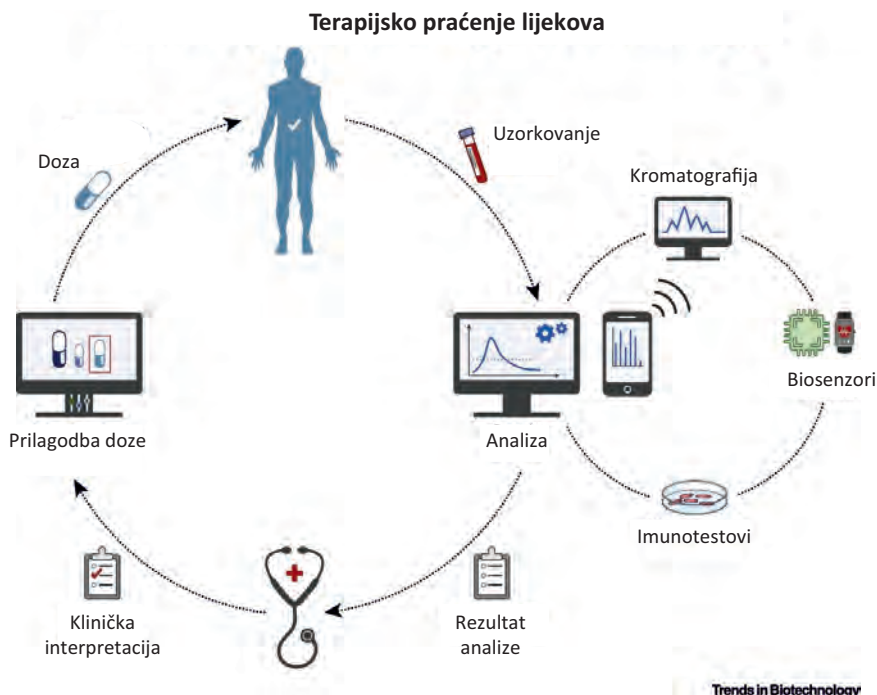 Terapijsko praćenje lijekova
Uzorkovanje
Doza
Kromatografija
Biosenzori
Prilagodba doze
Analiza
Imunotestovi
Klinička
interpretacija
Rezultat
analize
Trends in Biotechnology